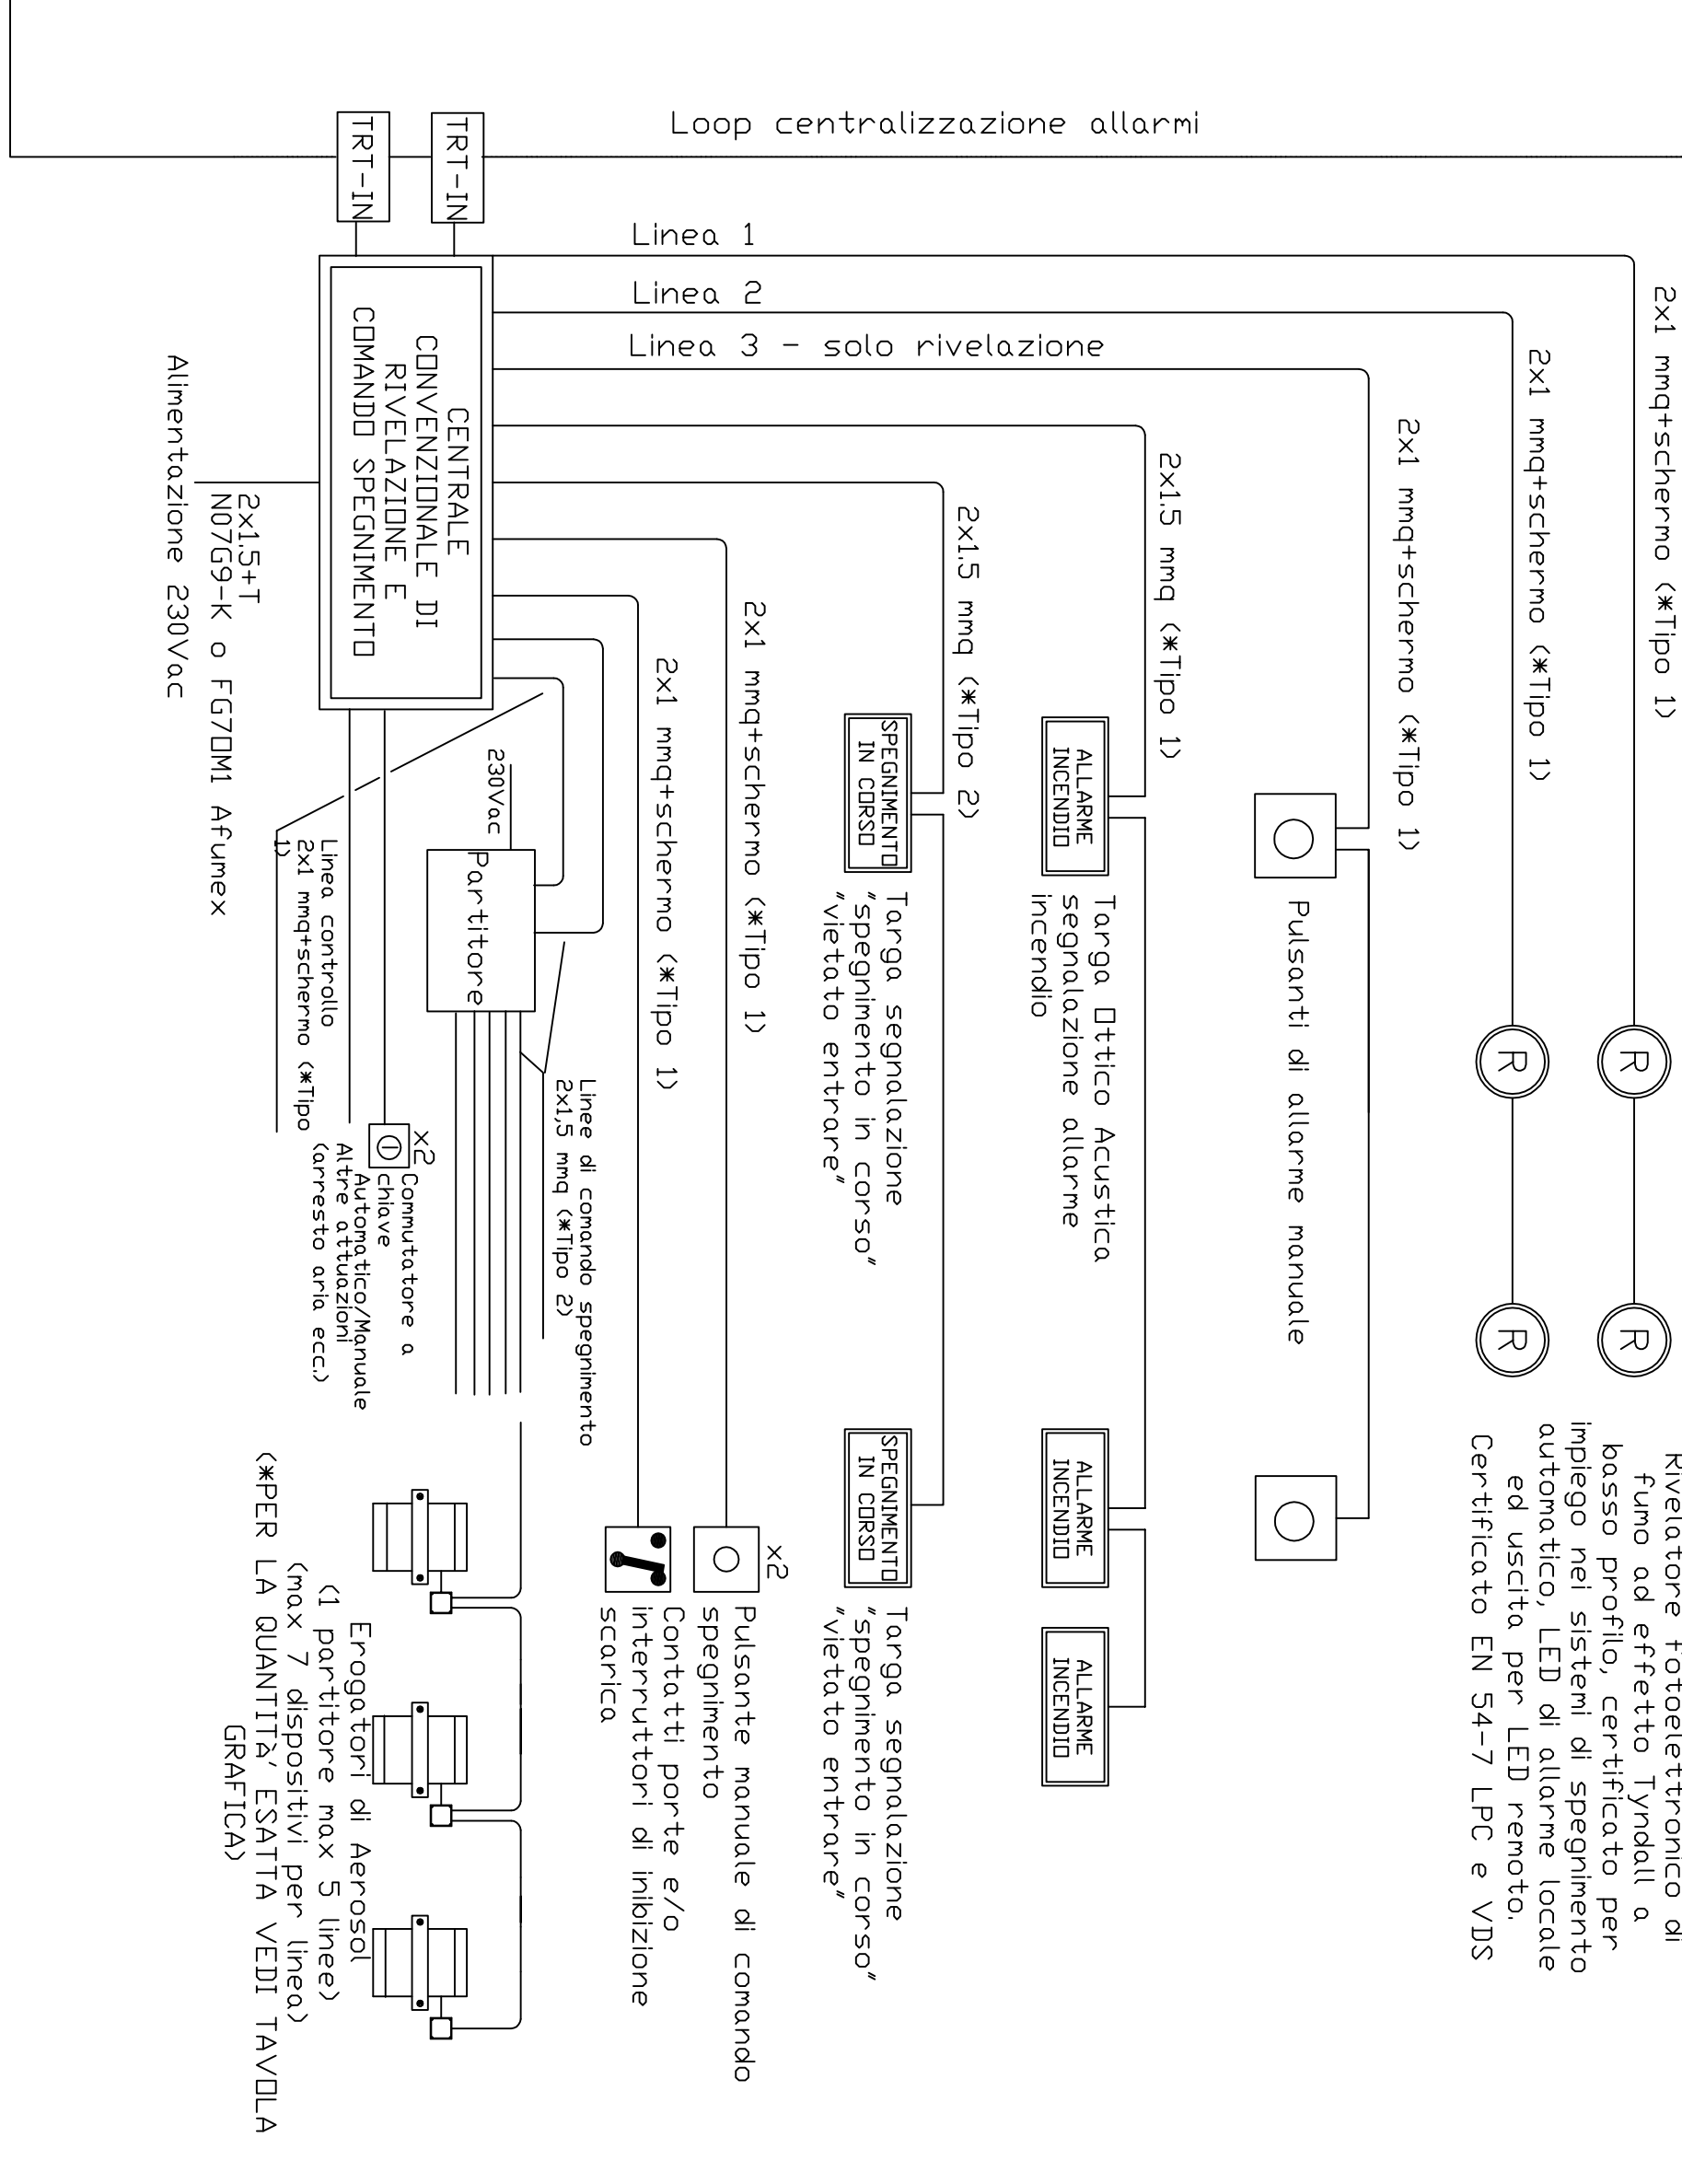 Loop centralizzazione allarmi
TRT-IN
TRT-IN
Linea 1
Linea 2
Linea 3 - solo rivelazione
2x1 mmq+schermo (*Tipo 1)
2x1 mmq+schermo (*Tipo 1)
2x1 mmq+schermo (*Tipo 1)
2x1.5 mmq (*Tipo 1)
2x1.5 mmq (*Tipo 2)
2x1 mmq+schermo (*Tipo 1)
2x1 mmq+schermo (*Tipo 1)
CENTRALE
CONVENZIONALE DI
RIVELAZIONE E
COMANDO SPEGNIMENTO
2x1.5+T
N07G9-K o FG7OM1 Afumex
Alimentazione 230Vac
R
R
R
R
Rivelatore fotoelettronico di
fumo ad effetto Tyndall a
basso profilo, certificato per
impiego nei sistemi di spegnimento
automatico, LED di allarme locale
ed uscita per LED remoto.
Certificato EN 54-7 LPC e VDS
Pulsanti di allarme manuale
ALLARME
INCENDIO
Targa Ottico Acustica
segnalazione allarme
incendio
ALLARME
INCENDIO
ALLARME
INCENDIO
SPEGNIMENTO
IN CORSO
Targa segnalazione
"spegnimento in corso"
"vietato entrare"
SPEGNIMENTO
IN CORSO
Targa segnalazione
"spegnimento in corso"
"vietato entrare"
x2
Pulsante manuale di comando
spegnimento
Contatti porte e/o
interruttori di inibizione
scarica
230Vac
Partitore
Linee di comando spegnimento
2x1,5 mmq (*Tipo 2)
Linea controllo
2x1 mmq+schermo (*Tipo
1)
x2
Commutatore a
chiave
Automatico/Manuale
Altre attuazioni
(arresto aria ecc.)
Erogatori di Aerosol
(1 partitore max 5 linee)
(max 7 dispositivi per linea)
(*PER LA QUANTITA' ESATTA VEDI TAVOLA
GRAFICA)